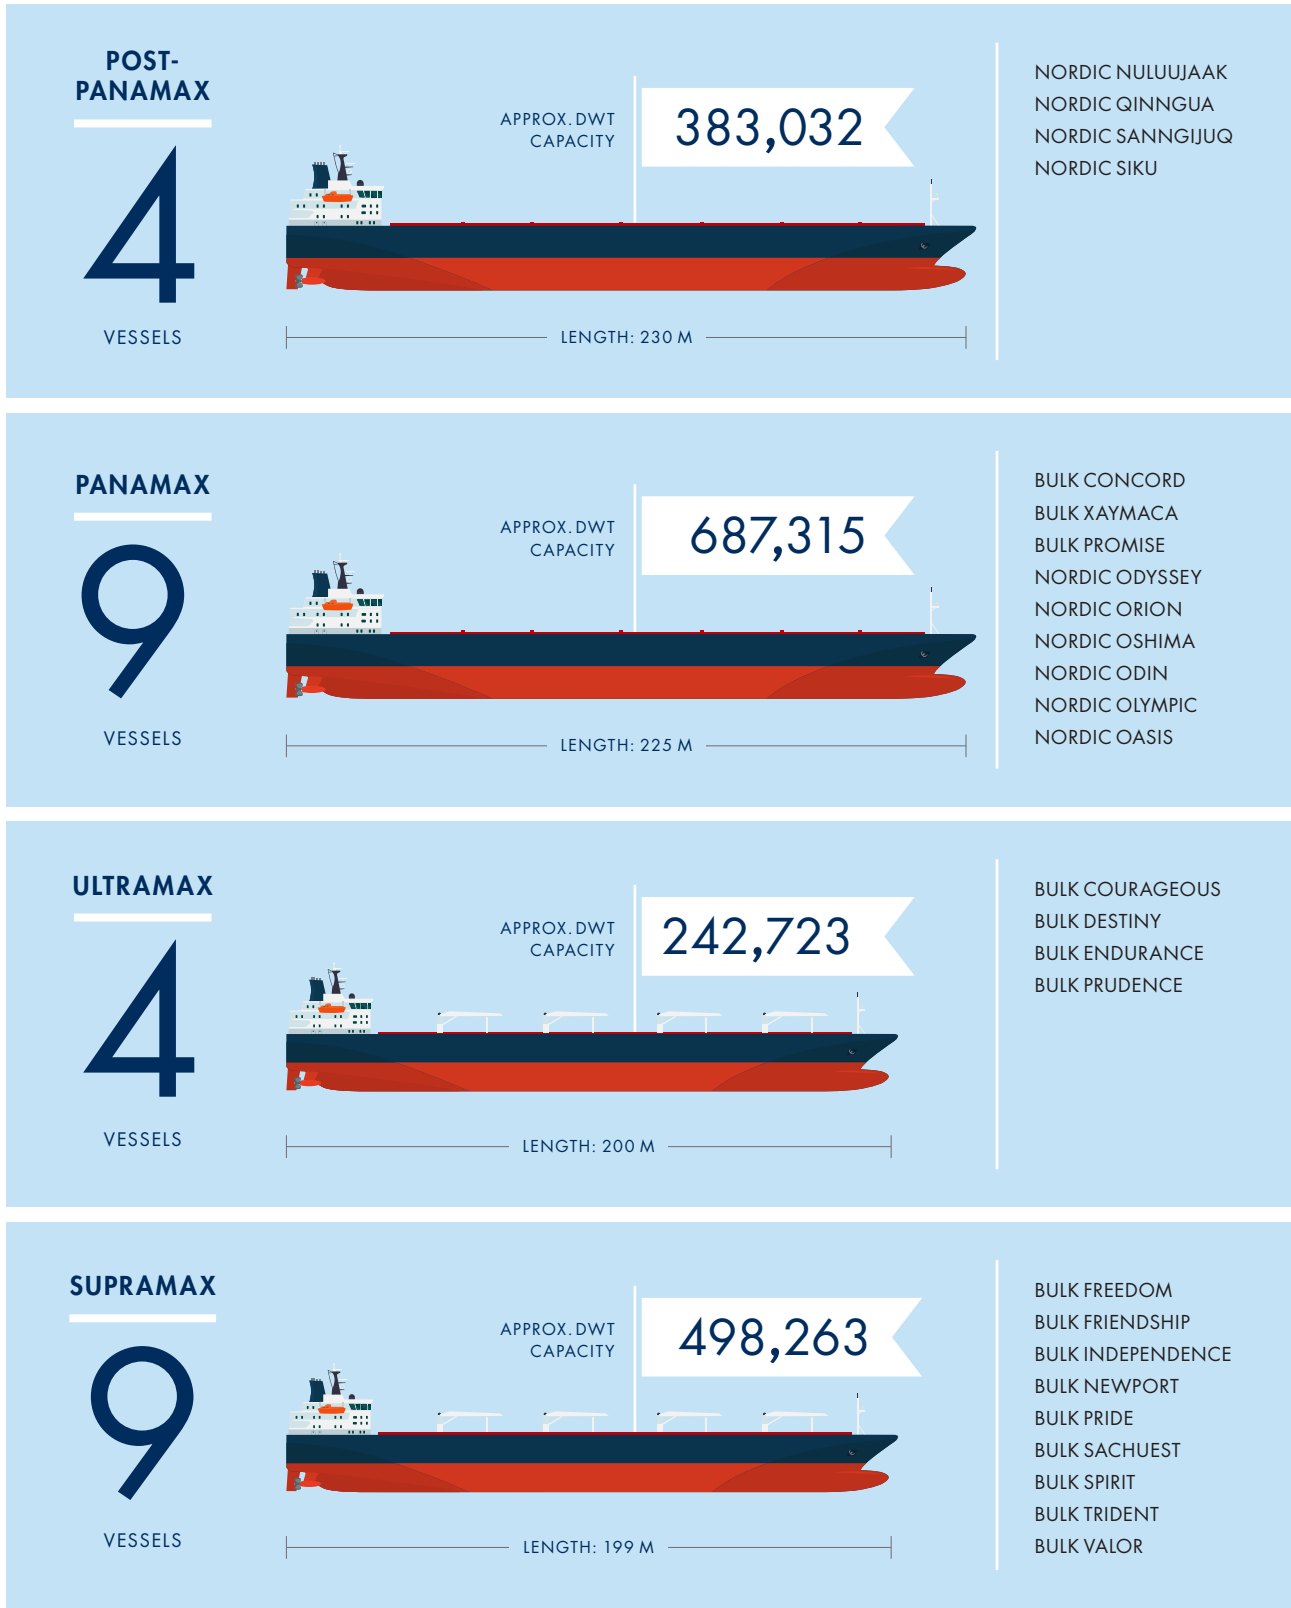 POST-
PANAMAX
4
VESSELS
APPROX. DWT
CAPACITY
383,032
LENGTH: 230 M
NORDIC NULUUJAAK
NORDIC QINNGUA
NORDIC SANNGIJUQ
NORDIC SIKU
PANAMAX
9
VESSELS
APPROX. DWT
CAPACITY
687,315
LENGTH: 225 M
BULK CONCORD
BULK XAYMACA
BULK PROMISE
NORDIC ODYSSEY
NORDIC ORION
NORDIC OSHIMA
NORDIC ODIN
NORDIC OLYMPIC
NORDIC OASIS
ULTRAMAX
4
VESSELS
APPROX. DWT
CAPACITY
242,723
LENGTH: 200 M
BULK COURAGEOUS
BULK DESTINY
BULK ENDURANCE
BULK PRUDENCE
SUPRAMAX
9
VESSELS
APPROX. DWT
CAPACITY
498,263
LENGTH: 199 M
BULK FREEDOM
BULK FRIENDSHIP
BULK INDEPENDENCE
BULK NEWPORT
BULK PRIDE
BULK SACHUEST
BULK SPIRIT
BULK TRIDENT
BULK VALOR